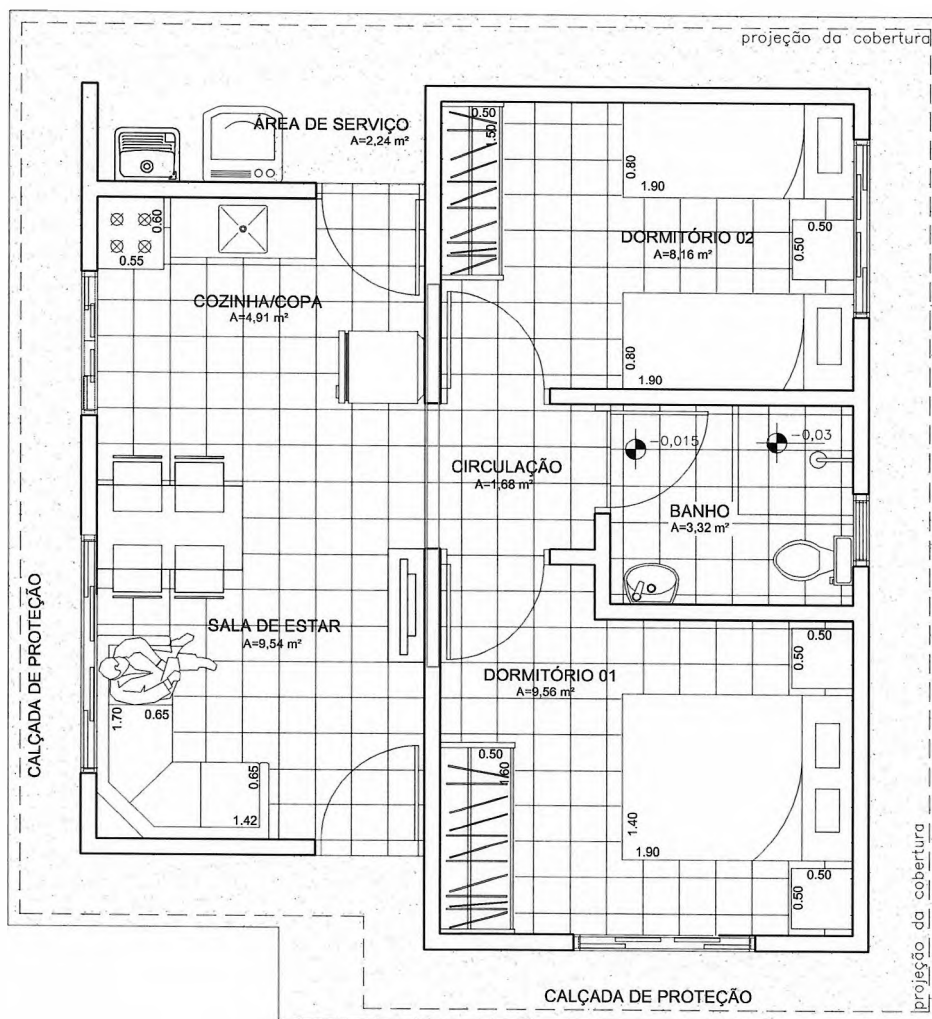 projeção da cobertura
ÁREA DE SERVIÇO
A=2,24 m²
0.50
1.50
0.80
1.90
0.60
0.55
DORMITÓRIO 02
A=8,16 m²
0.50
0.50
COZINHA/COPA
A=4,91 m²
0.80
1.90
-0,015
-0,03
CIRCULAÇÃO
A=1,68 m²
BANHO
A=3,32 m²
SALA DE ESTAR
A=9,54 m²
CALÇADA DE PROTEÇÃO
0.50
0.50
DORMITÓRIO 01
A=9,56 m²
1.70
0.65
0.50
1.60
0.65
1.42
1.40
1.90
0.50
0.50
projeção da cobertura
CALÇADA DE PROTEÇÃO